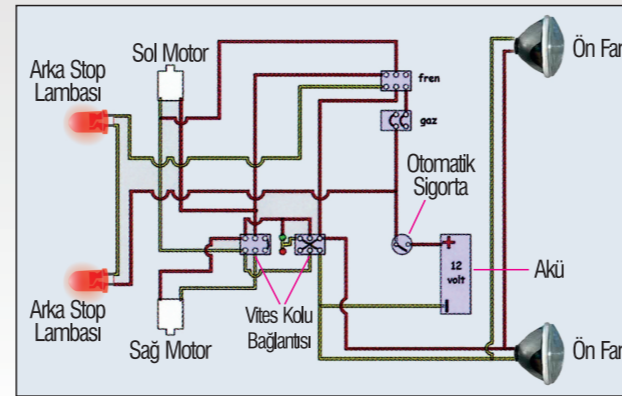 Sol Motor
Ön Far
Arka Stop
Lambası
fren
gaz
Otomatik
Sigorta
+
12
volt
Akü
Arka Stop
Lambası
Sağ Motor
Vites Kolu
Bağlantısı
Ön Far